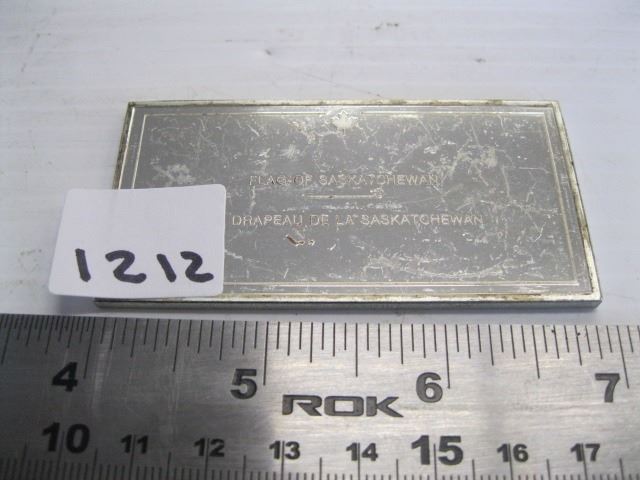 FLAG OF SASKATCHEWAN
DRAPEAU DE LA SASKATCHEWAN
1212
4 5 6 7
ROK
10 11 12 13 14 15 16 17